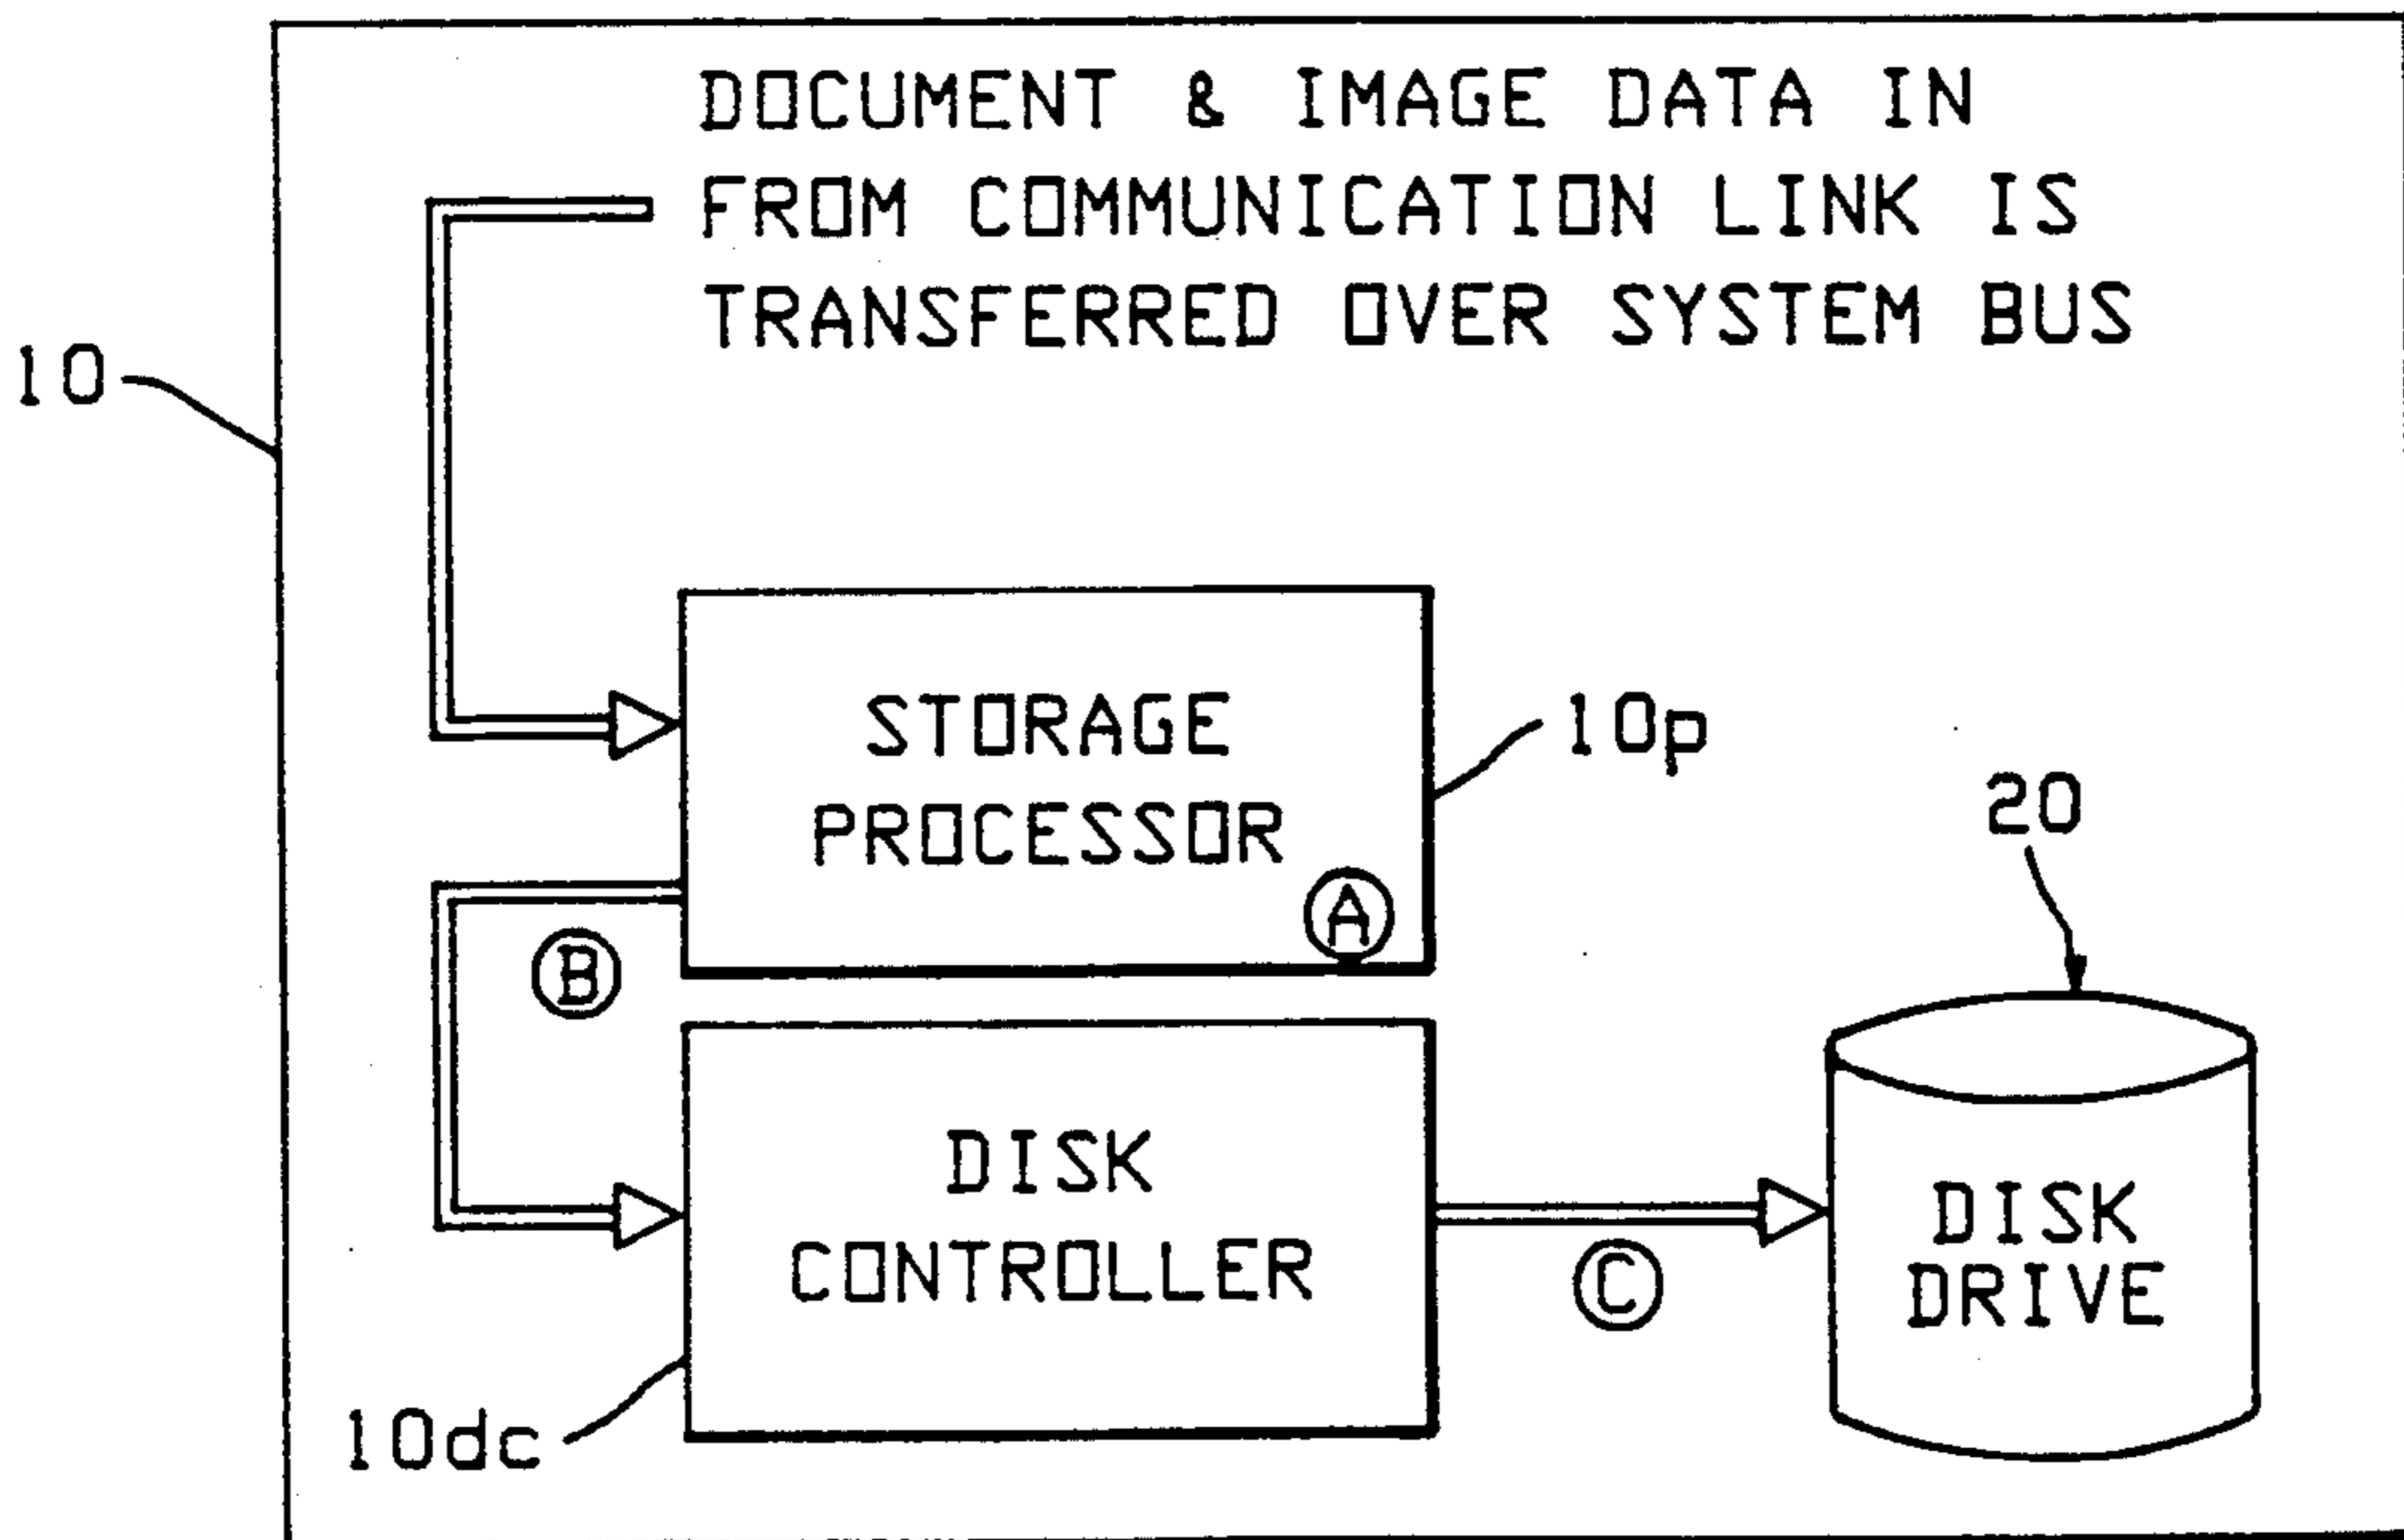 DOCUMENT & IMAGE DATA IN
FROM COMMUNICATION LINK IS
TRANSFERRED OVER SYSTEM BUS
10
STORAGE
PROCESSOR
10p
A
B
20
DISK
CONTROLLER
10dc
C
DISK
DRIVE